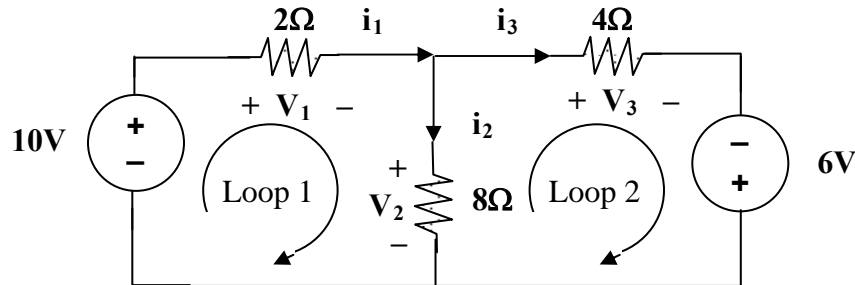 2Ω i₁ i₃ 4Ω
+ V₁ – + V₃ –
10V + – i₂ – + 6V
Loop 1 + V₂ – 8Ω Loop 2